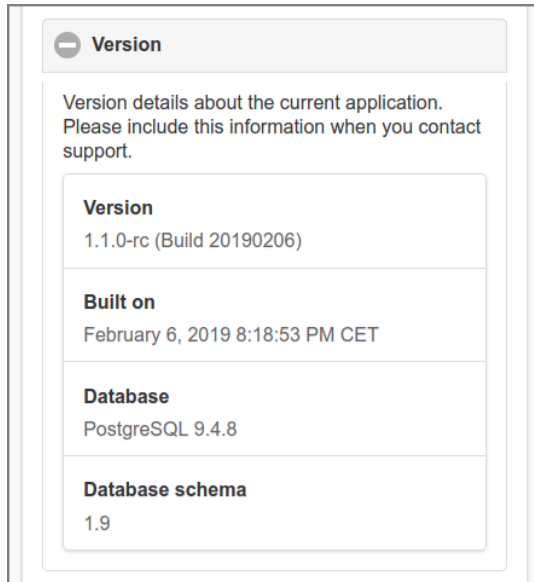 Version
Version details about the current application.
Please include this information when you contact
support.
Version
1.1.0-rc (Build 20190206)
Built on
February 6, 2019 8:18:53 PM CET
Database
PostgreSQL 9.4.8
Database schema
1.9